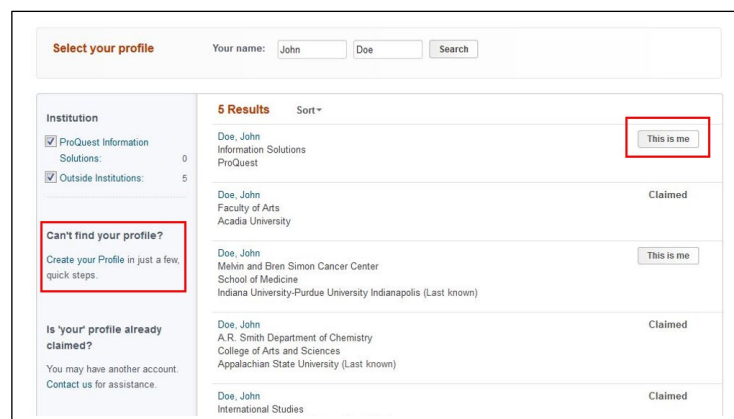 Select your profile
Your name: John Doe Search
Institution
ProQuest Information
Solutions: 0
Outside Institutions: 5
Can't find your profile?
Create your Profile in just a few,
quick steps.
Is 'your' profile already
claimed?
You may have another account.
Contact us for assistance.
5 Results Sort
Doe, John
This is me
Information Solutions
ProQuest
Doe, John
Claimed
Faculty of Arts
Acadia University
Doe, John
This is me
Melvin and Bren Simon Cancer Center
School of Medicine
Indiana University-Purdue University Indianapolis (Last known)
Doe, John
Claimed
A.R. Smith Department of Chemistry
College of Arts and Sciences
Appalachian State University (Last known)
Doe, John
Claimed
International Studies